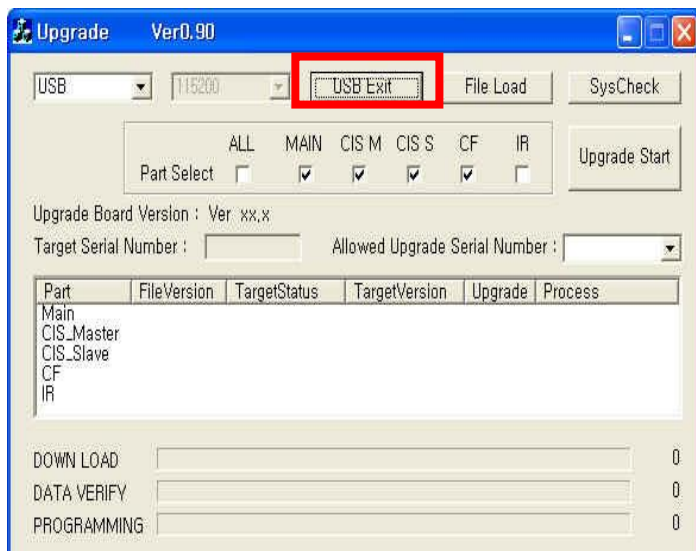 Upgrade Ver0.90
USB 115200 USB Exit File Load SysCheck
ALL MAIN CIS M CIS S CF IR
Part Select
Upgrade Start
Upgrade Board Version : Ver xx.x
Target Serial Number : Allowed Upgrade Serial Number :
Part FileVersion TargetStatus TargetVersion Upgrade Process
Main
CIS_Master
CIS_Slave
CF
IR
DOWN LOAD 0
DATA VERIFY 0
PROGRAMMING 0